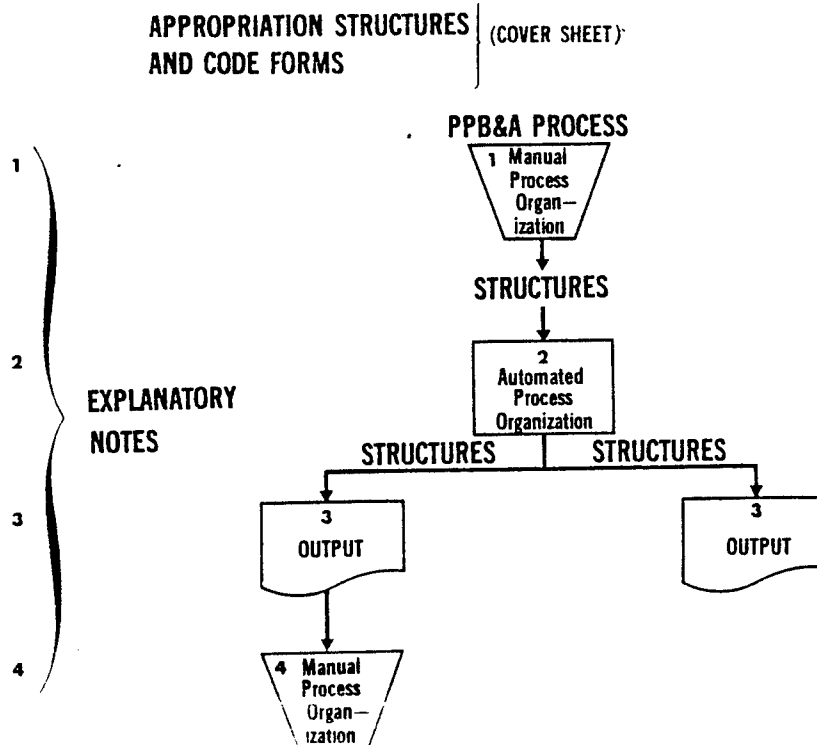 APPROPRIATION STRUCTURES (COVER SHEET)
AND CODE FORMS
PPB&A PROCESS
1
1 Manual
Process
Organ—
ization
STRUCTURES
2
2
Automated
Process
Organization
EXPLANATORY
NOTES
STRUCTURES STRUCTURES
3
3
OUTPUT
3
OUTPUT
4
4 Manual
Process
Organ—
ization